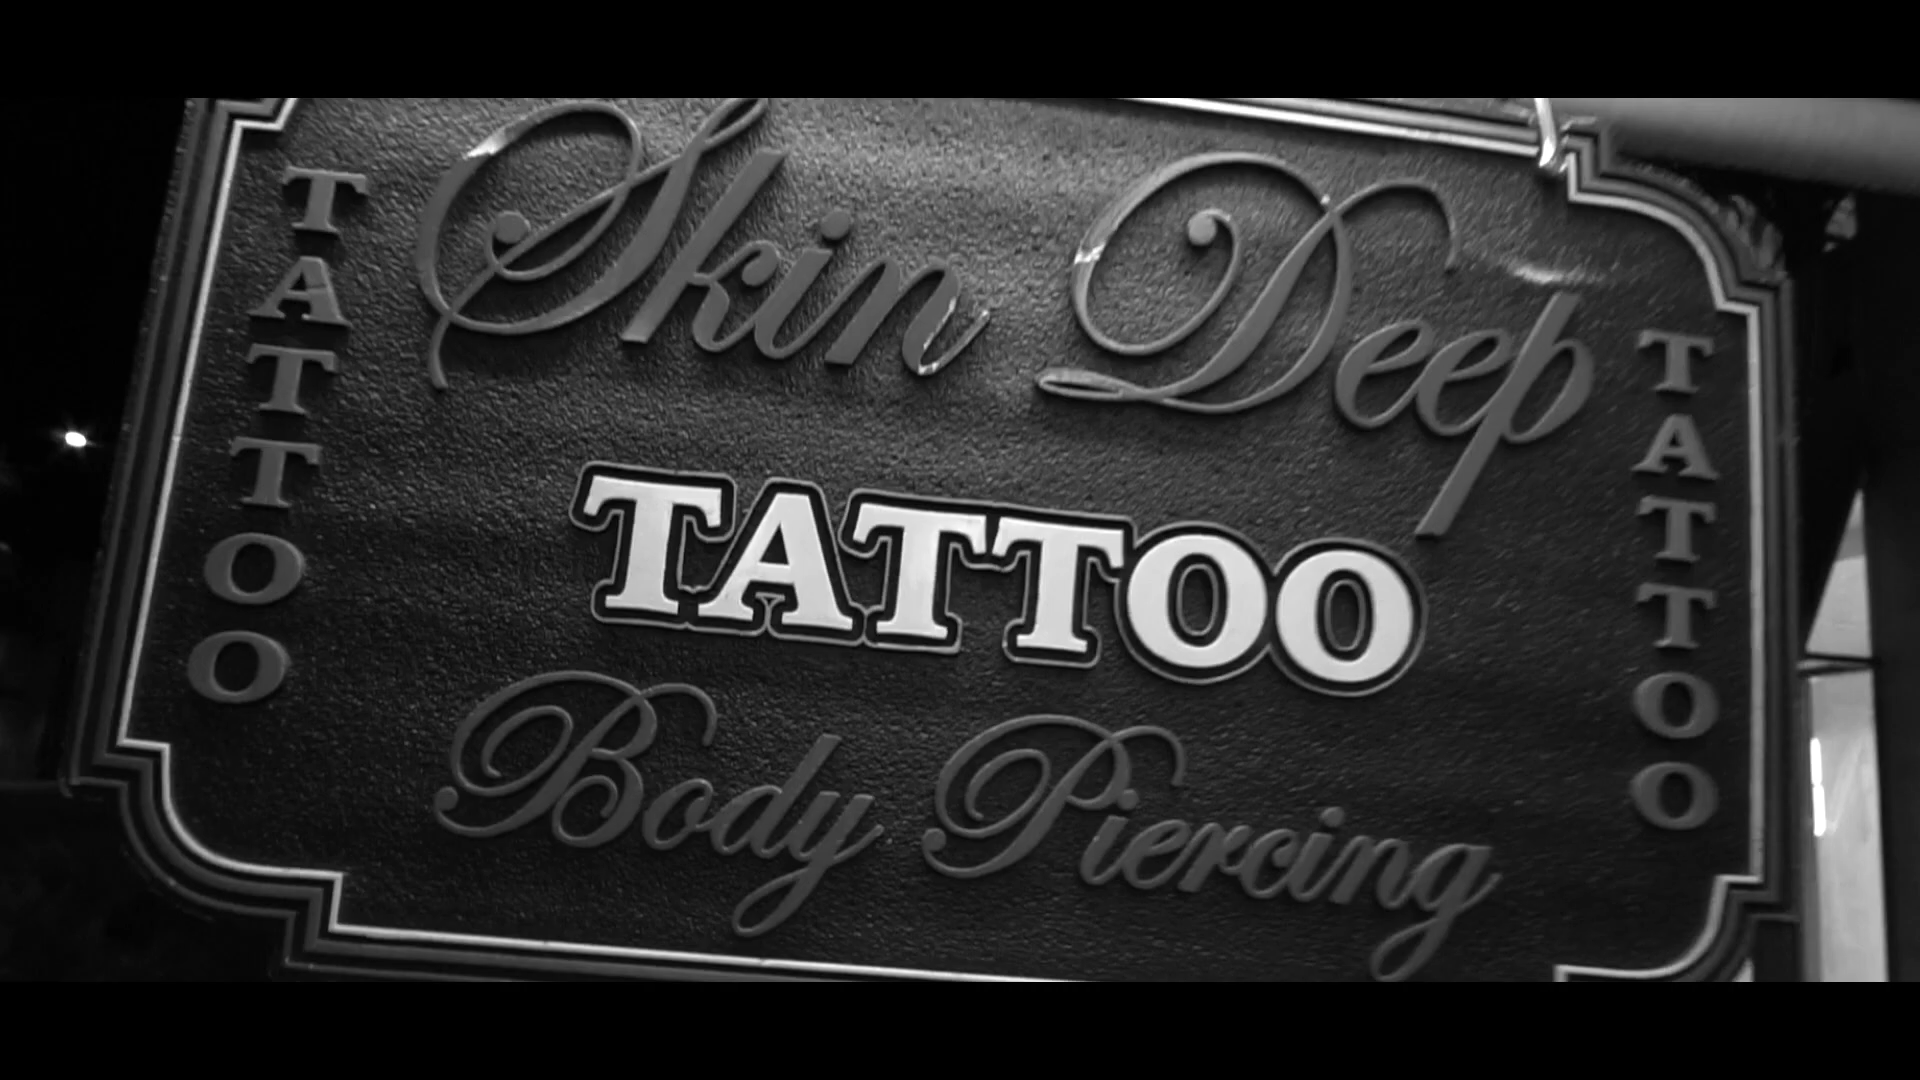 Skin Deep
TATTOO
TATTOO
Body Piercing
TATTOO